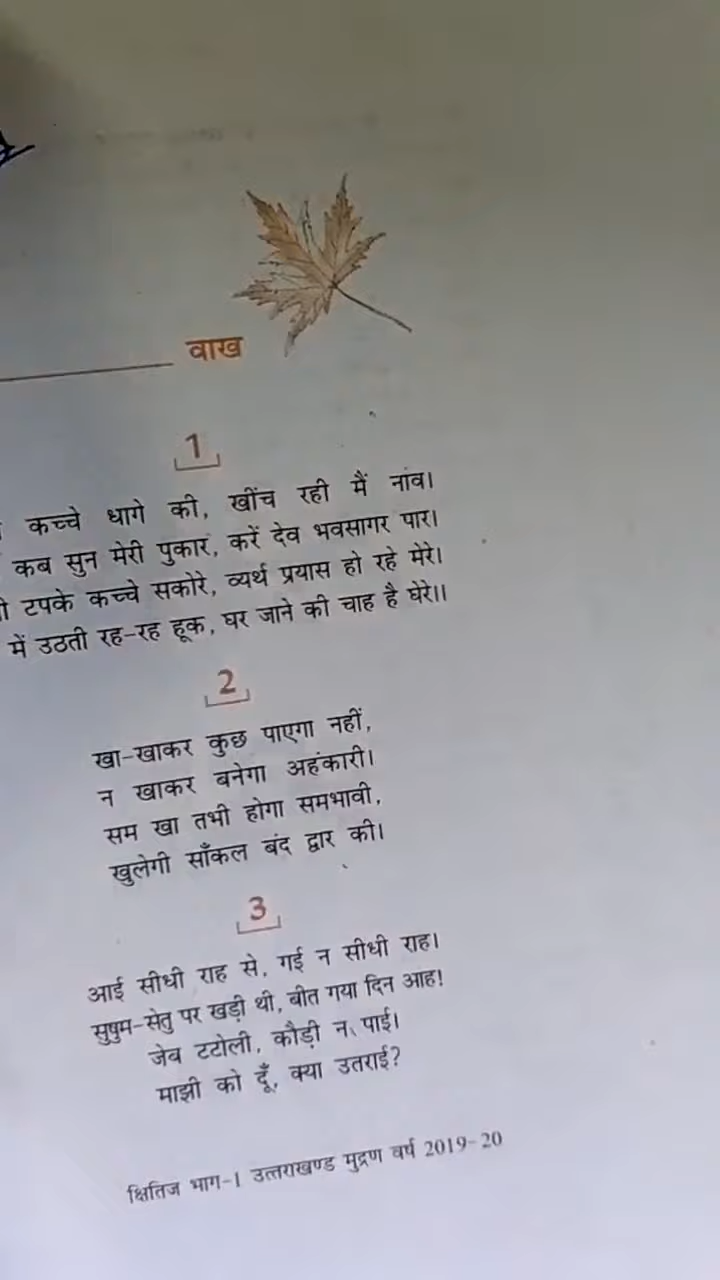 वाख
1
कच्चे धागे की, खींच रही मैं नाव।
कब सुन मेरी पुकार, करें देव भवसागर पार।
टपके कच्चे सकोरे, व्यर्थ प्रयास हो रहे मेरे।
में उठती रह-रह हूक, घर जाने की चाह है घेरे।।
2
खा-खाकर कुछ पाएगा नहीं,
न खाकर बनेगा अहंकारी।
सम खा तभी होगा समभावी,
खुलेगी साँकल बंद द्वार की।
3
आई सीधी राह से, गई न सीधी राह।
सुषुम-सेतु पर खड़ी थी, बीत गया दिन आह!
जेब टटोली, कौड़ी न पाई।
माझी को दूँ, क्या उतराई?
क्षितिज भाग-1 उत्तराखण्ड मुद्रण वर्ष 2019-20